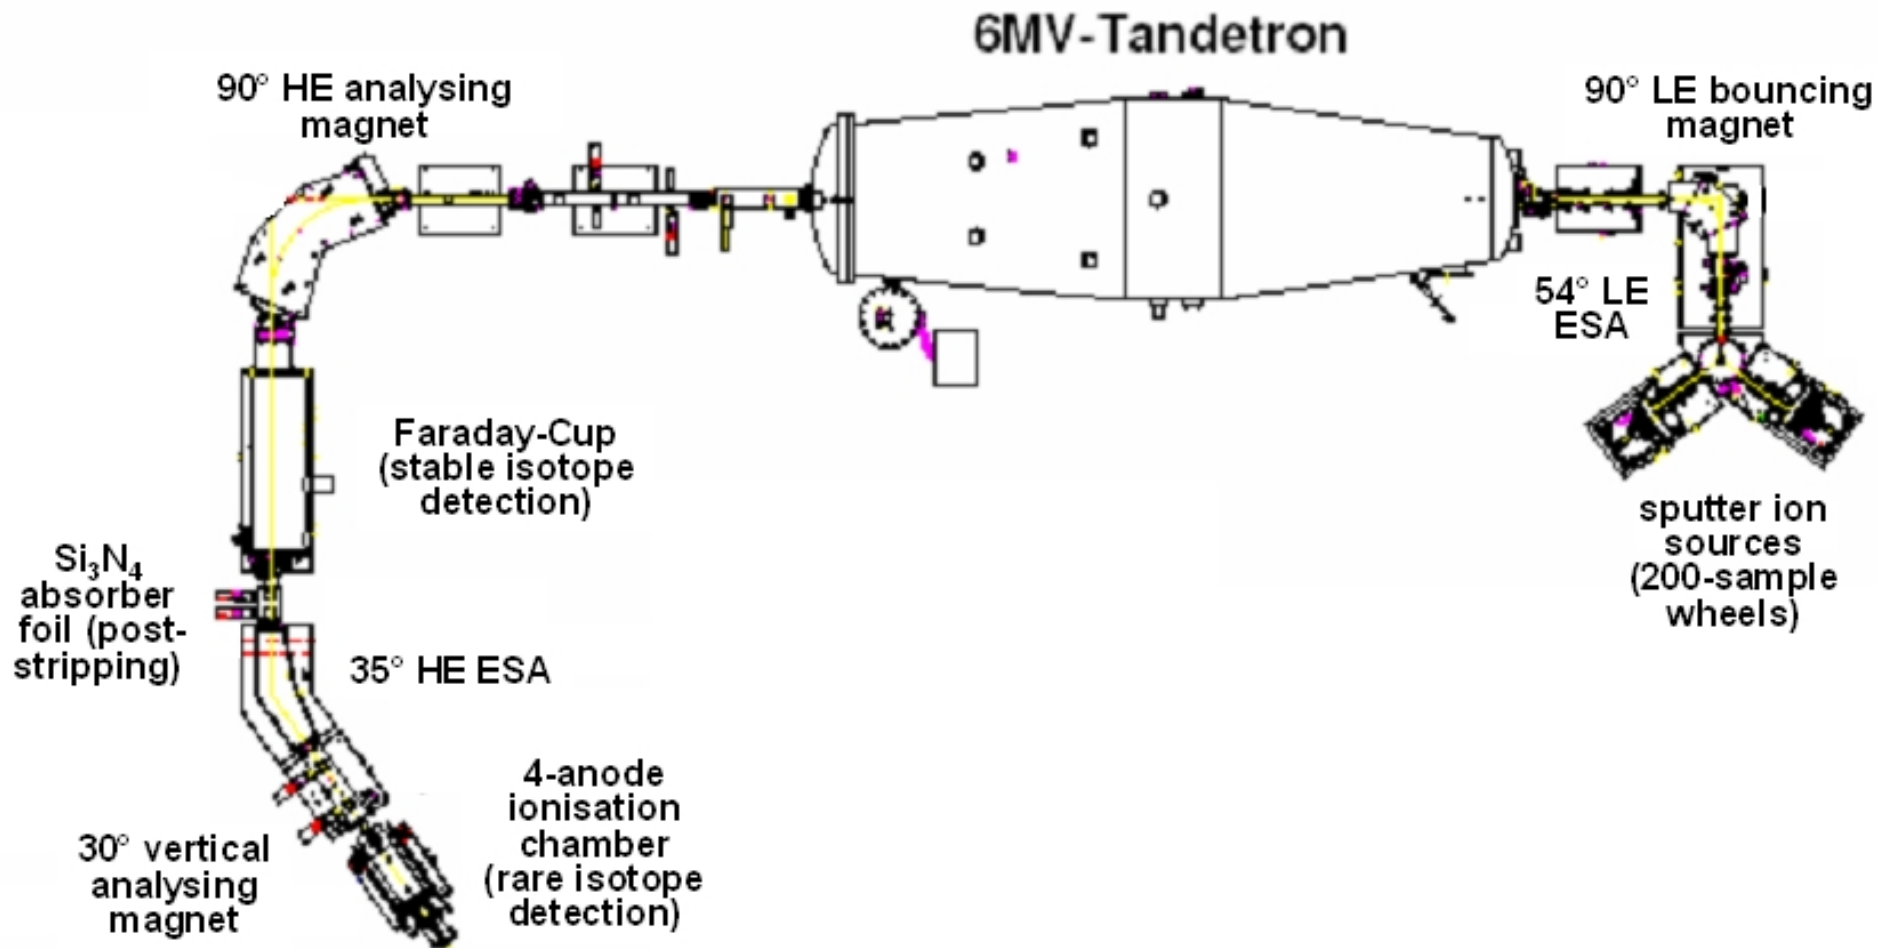 6MV-Tandetron
90° HE analysing
magnet
90° LE bouncing
magnet
54° LE
ESA
Faraday-Cup
(stable isotope
detection)
sputter ion
sources
(200-sample
wheels)
Si₃N₄
absorber
foil (post-
stripping)
35° HE ESA
4-anode
ionisation
chamber
(rare isotope
detection)
30° vertical
analysing
magnet